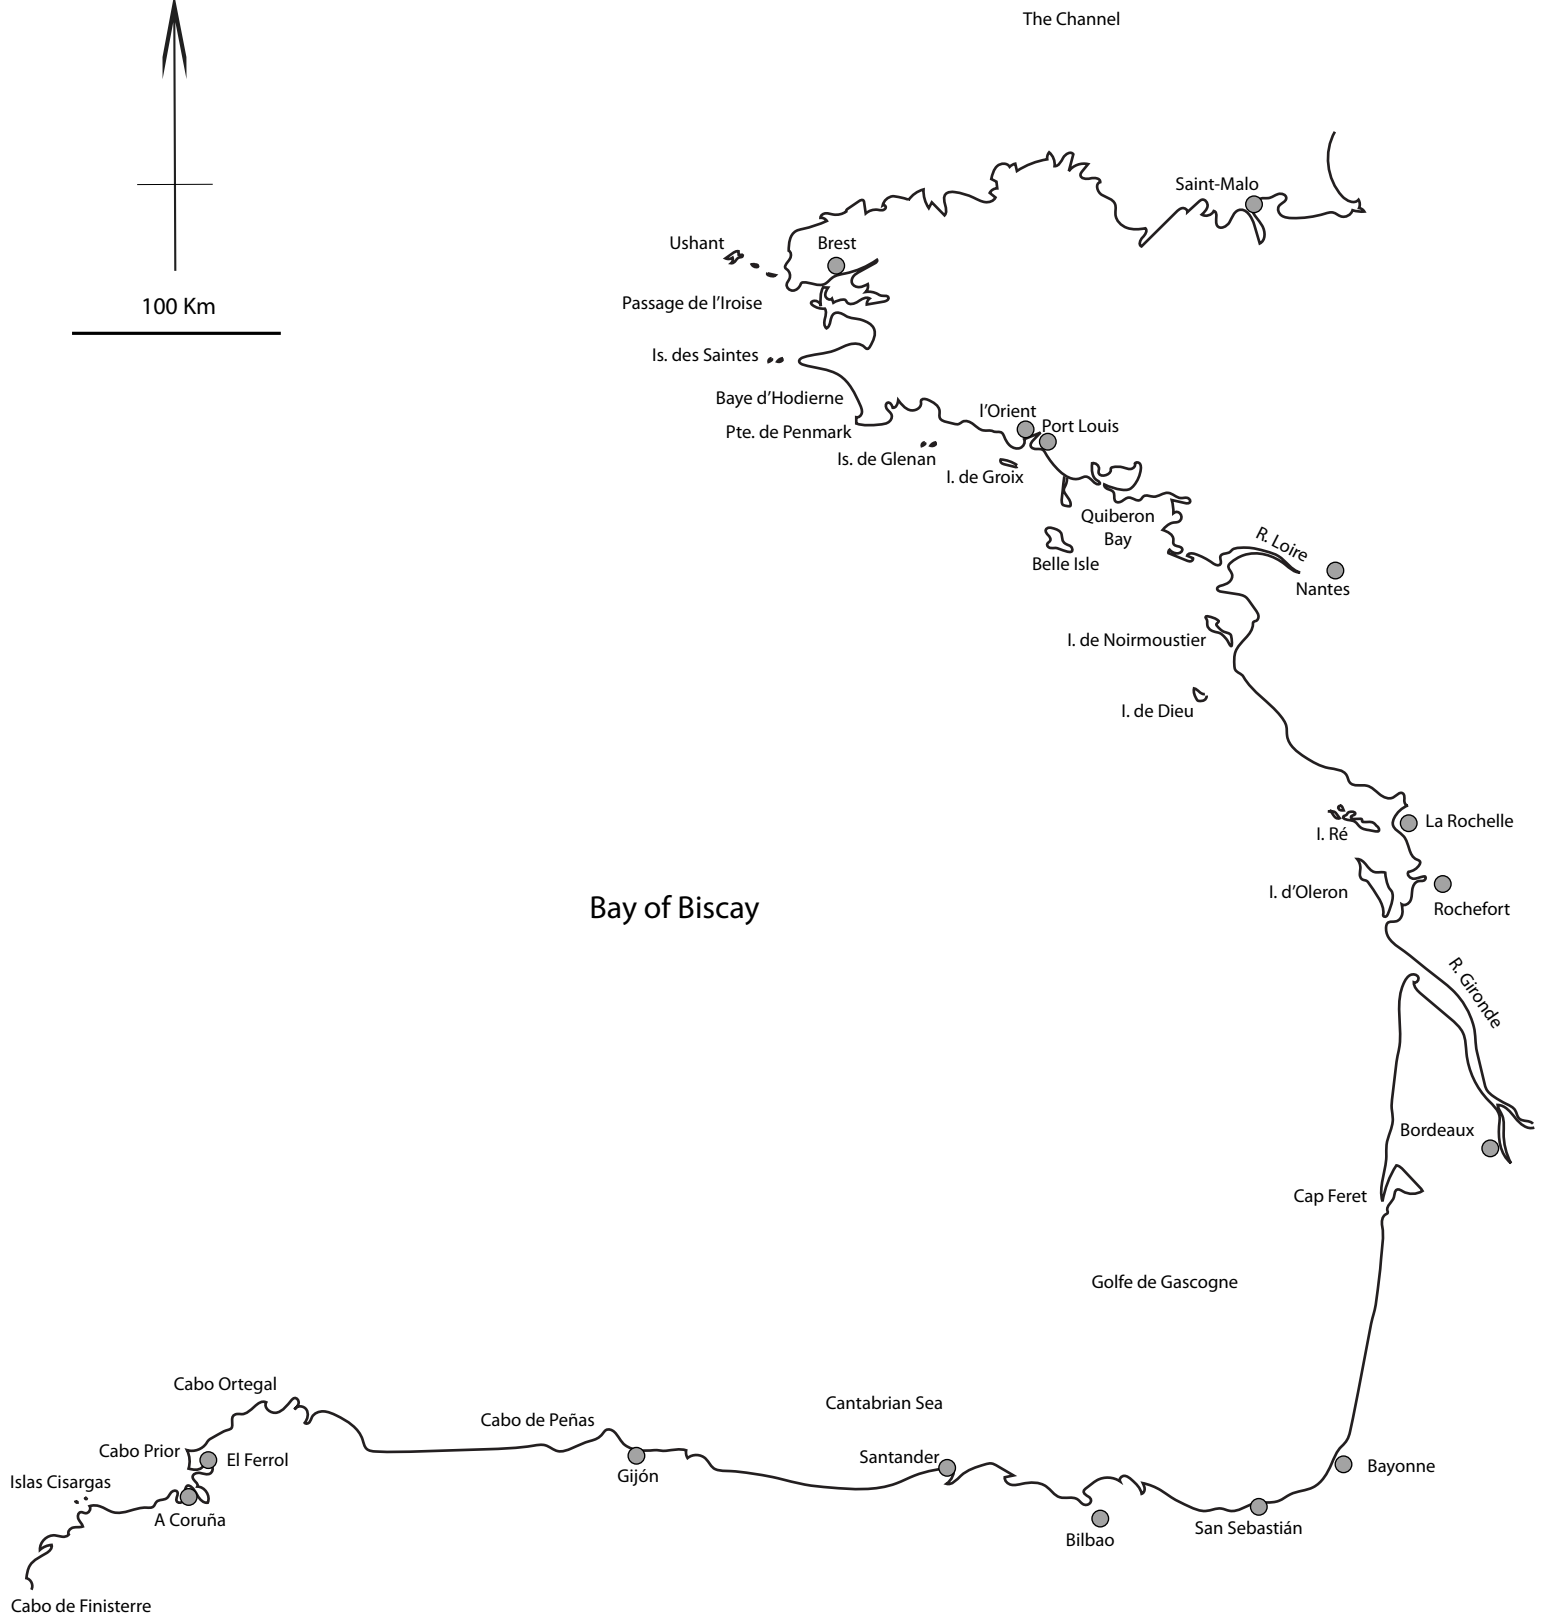 The Channel
Saint-Malo
Ushant
Brest
100 Km
Passage de l’Iroise
Is. des Saintes
Baye d’Hodierne
l’Orient
Port Louis
Pte. de Penmark
Is. de Glenan
I. de Groix
Quiberon
Bay
R. Loire
Belle Isle
Nantes
I. de Noirmoustier
I. de Dieu
La Rochelle
I. Ré
I. d’Oleron
Rochefort
Bay of Biscay
R. Gironde
Bordeaux
Cap Feret
Golfe de Gascogne
Cabo Ortegal
Cantabrian Sea
Cabo de Peñas
Cabo Prior
El Ferrol
Santander
Bayonne
Gijón
Islas Cisargas
A Coruña
San Sebastián
Bilbao
Cabo de Finisterre